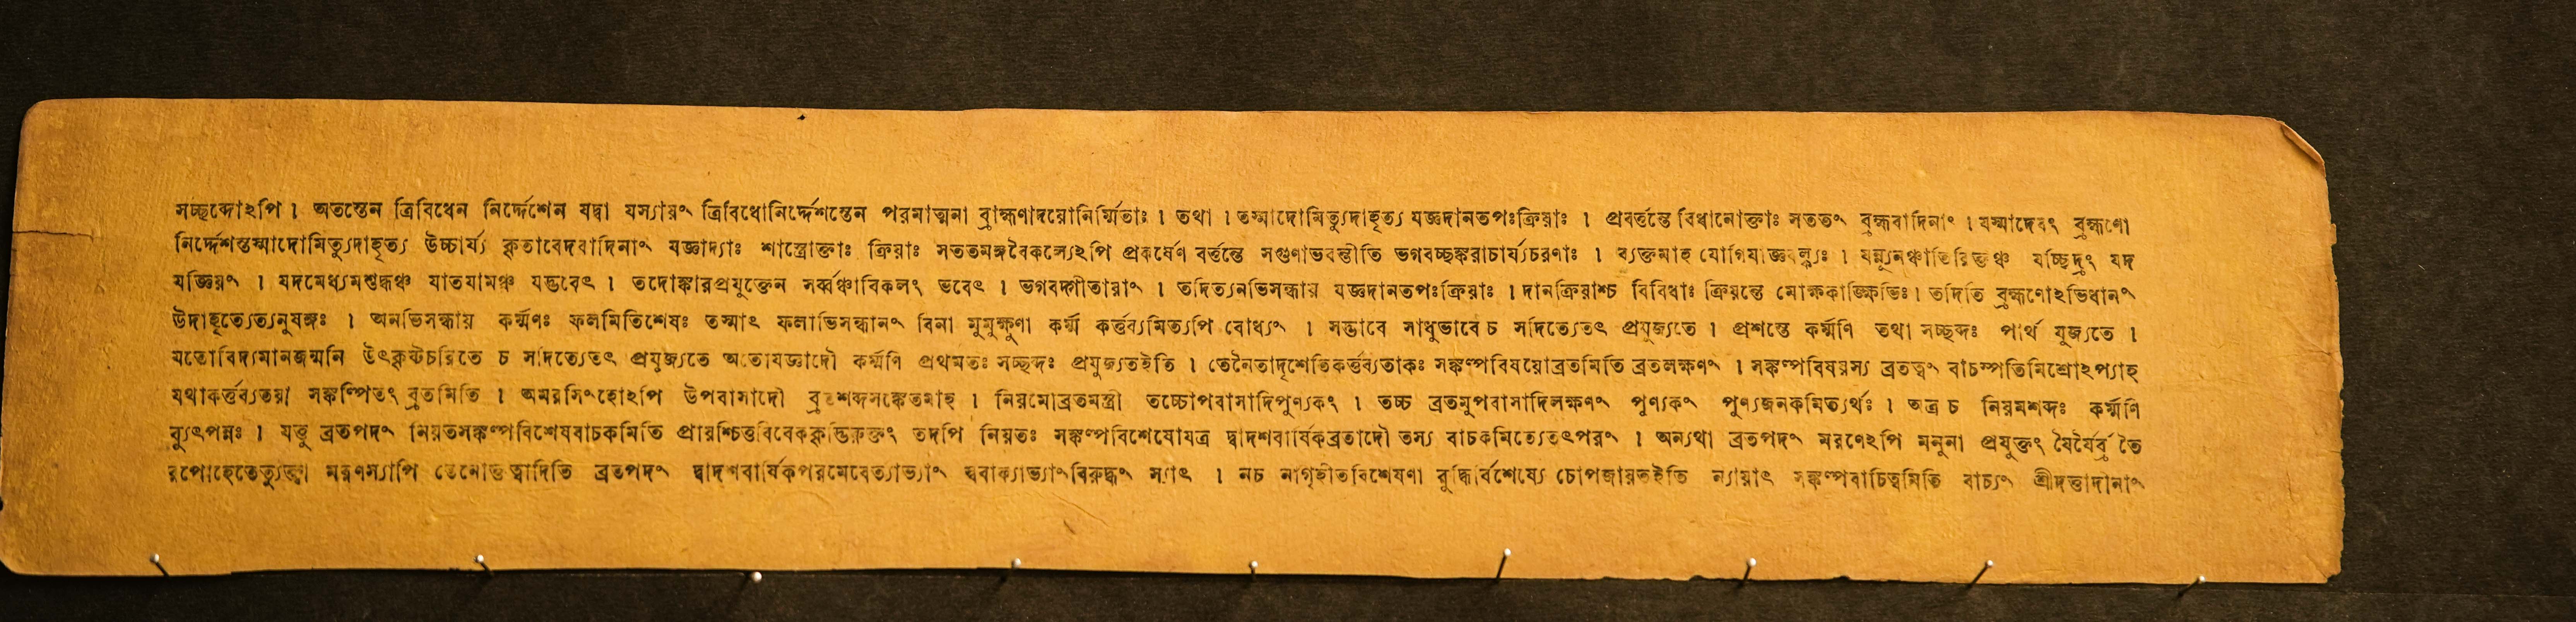 সচ্ছব্দোঽপি । অতস্তেন ত্রিবিধেন নির্দ্দেশেন যদ্বা যস্যায়ং ত্রিবিধোনির্দ্দেশস্তেন পরমাত্মনা ব্রাহ্মণাদয়োনির্ম্মিতাঃ । তথা । তস্মাদোমিত্যুদাহৃত্য যজ্ঞদানতপঃক্রিয়াঃ । প্রবর্ত্তন্তে বিধানোক্তাঃ সততং ব্রহ্মবাদিনাং । যস্মাদেবং ব্রহ্মণো
নির্দ্দেশস্তস্মাদোমিত্যুদাহৃত্য উচ্চার্য্য কৃতাবেদবাদিনাং যজ্ঞাদ্যাঃ শাস্ত্রোক্তাঃ ক্রিয়াঃ সততমঙ্গবৈকল্যেঽপি প্রকর্ষেণ বর্ত্তন্তে সগুণাভবন্তীতি ভগবচ্ছঙ্করাচার্য্যচরণাঃ । ব্যক্তমাহ যোগিযাজ্ঞবল্ক্যঃ । যন্ন্যূনঞ্চাতিরিক্তঞ্চ যচ্ছিদ্রং যদ
যজ্ঞিয়ং । যদমেধ্যমশুদ্ধঞ্চ যাতযামঞ্চ যদ্ভবেৎ । তদোঙ্কারপ্রযুক্তেন সর্ব্বঞ্চাবিকলং ভবেৎ । ভগবদ্গীতায়াং । তদিত্যনভিসন্ধায় যজ্ঞদানতপঃক্রিয়াঃ । দানক্রিয়াশ্চ বিবিধাঃ ক্রিয়ন্তে মোক্ষকাঙ্ক্ষিভিঃ । তদিতি ব্রহ্মণোঽভিধানং
উদাহৃত্যেত্যনুষঙ্গঃ । অনভিসন্ধায় কর্ম্মণঃ ফলমিতিশেষঃ তস্মাৎ ফলাভিসন্ধানং বিনা মুমুক্ষুণা কর্ম্ম কর্ত্তব্যমিত্যপি বোধ্যং । সদ্ভাবে সাধুভাবে চ সদিত্যেতৎ প্রযুজ্যতে । প্রশস্তে কর্ম্মণি তথা সচ্ছব্দঃ পার্থ যুজ্যতে ।
যতোবিদ্যমানজন্মনি উৎকৃষ্টচরিতে চ সদিত্যেতৎ প্রযুজ্যতে অতোযজ্ঞাদৌ কর্ম্মণি প্রথমতঃ সচ্ছব্দঃ প্রযুজ্যতইতি । তেনৈতাদৃশেতিকর্ত্তব্যতাকঃ সঙ্কল্পবিষয়োব্রতমিতি ব্রতলক্ষণং । সঙ্কল্পবিষয়স্য ব্রতত্বং বাচস্পতিমিশ্রোঽপ্যাহ
যথাকর্ত্তব্যতয়া সঙ্কল্পিতং ব্রতমিতি । অমরসিংহোঽপি উপবাসাদৌ ব্রতশব্দসঙ্কেতমাহ । নিয়মোব্রতমস্ত্রী তচ্চোপবাসাদিপুণ্যকং । তচ্চ ব্রতমুপবাসাদিলক্ষণং পুণ্যকং পুণ্যজনকমিত্যর্থঃ । অত্র চ নিয়মশব্দঃ কর্ম্মণি
ব্যুৎপন্নঃ । যত্তু ব্রতপদং নিয়তসঙ্কল্পবিশেষবাচকমিতি প্রায়শ্চিত্তবিবেককৃদ্ভিরুক্তং তদপি নিয়তঃ সঙ্কল্পবিশেষোযত্র দ্বাদশবার্ষিকব্রতাদৌ তস্য বাচকমিত্যেতৎপরং । অন্যথা ব্রতপদং মরণেঽপি মনুনা প্রযুক্তং যৈর্যৈর্ব্র তৈ
রপোহেতেত্যুক্ত্বা মরণস্যাপি তেনোক্তত্বাদিতি ব্রতপদং দ্বাদশবার্ষিকপরমেবেত্যাভ্যাং স্ববাক্যাভ্যাংবিরুদ্ধং স্যাৎ । নচ নাগৃহীতবিশেষণা বুদ্ধির্বিশেষ্যে চোপজায়তইতি ন্যায়াৎ সঙ্কল্পবাচিত্বমিতি বাচ্যং শ্রীদত্তাদীনাং